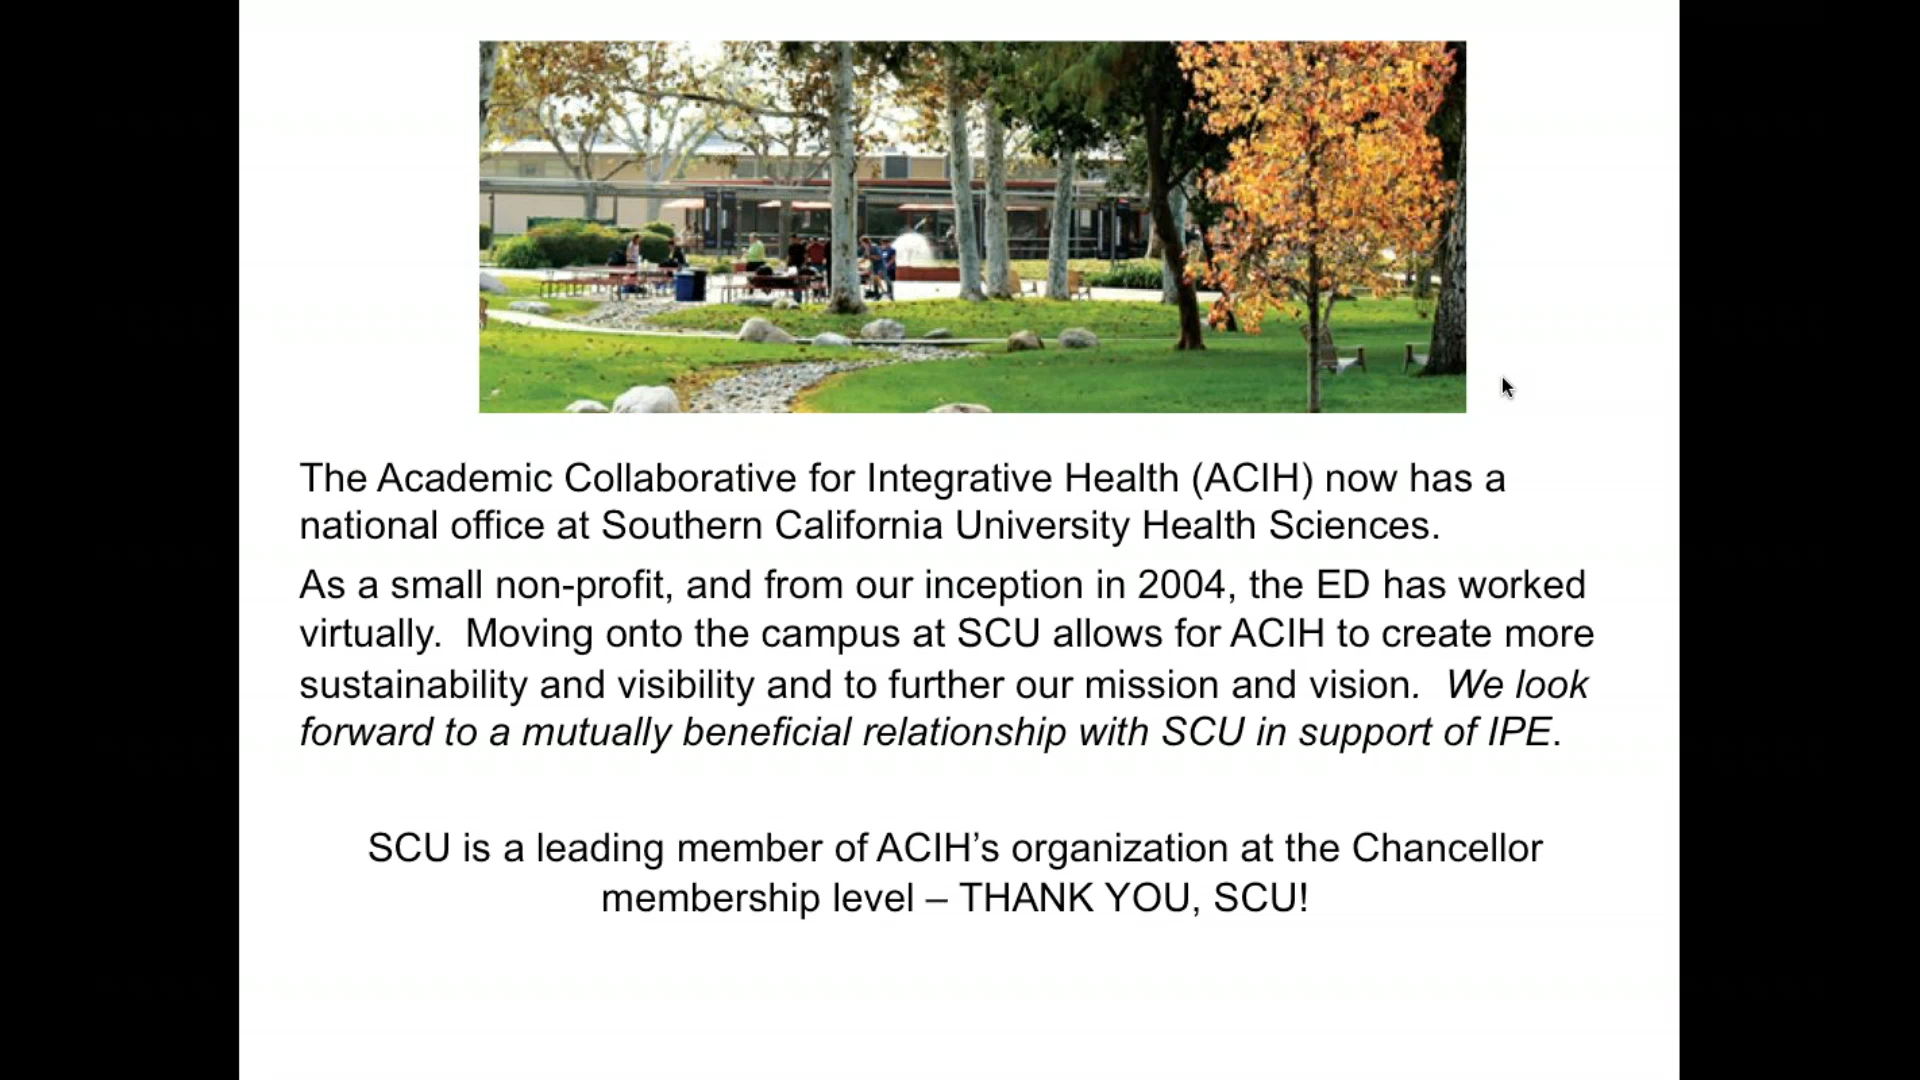 The Academic Collaborative for Integrative Health (ACIH) now has a
national office at Southern California University Health Sciences.
As a small non-profit, and from our inception in 2004, the ED has worked
virtually.  Moving onto the campus at SCU allows for ACIH to create more
sustainability and visibility and to further our mission and vision.  We look
forward to a mutually beneficial relationship with SCU in support of IPE.
SCU is a leading member of ACIH’s organization at the Chancellor
membership level – THANK YOU, SCU!